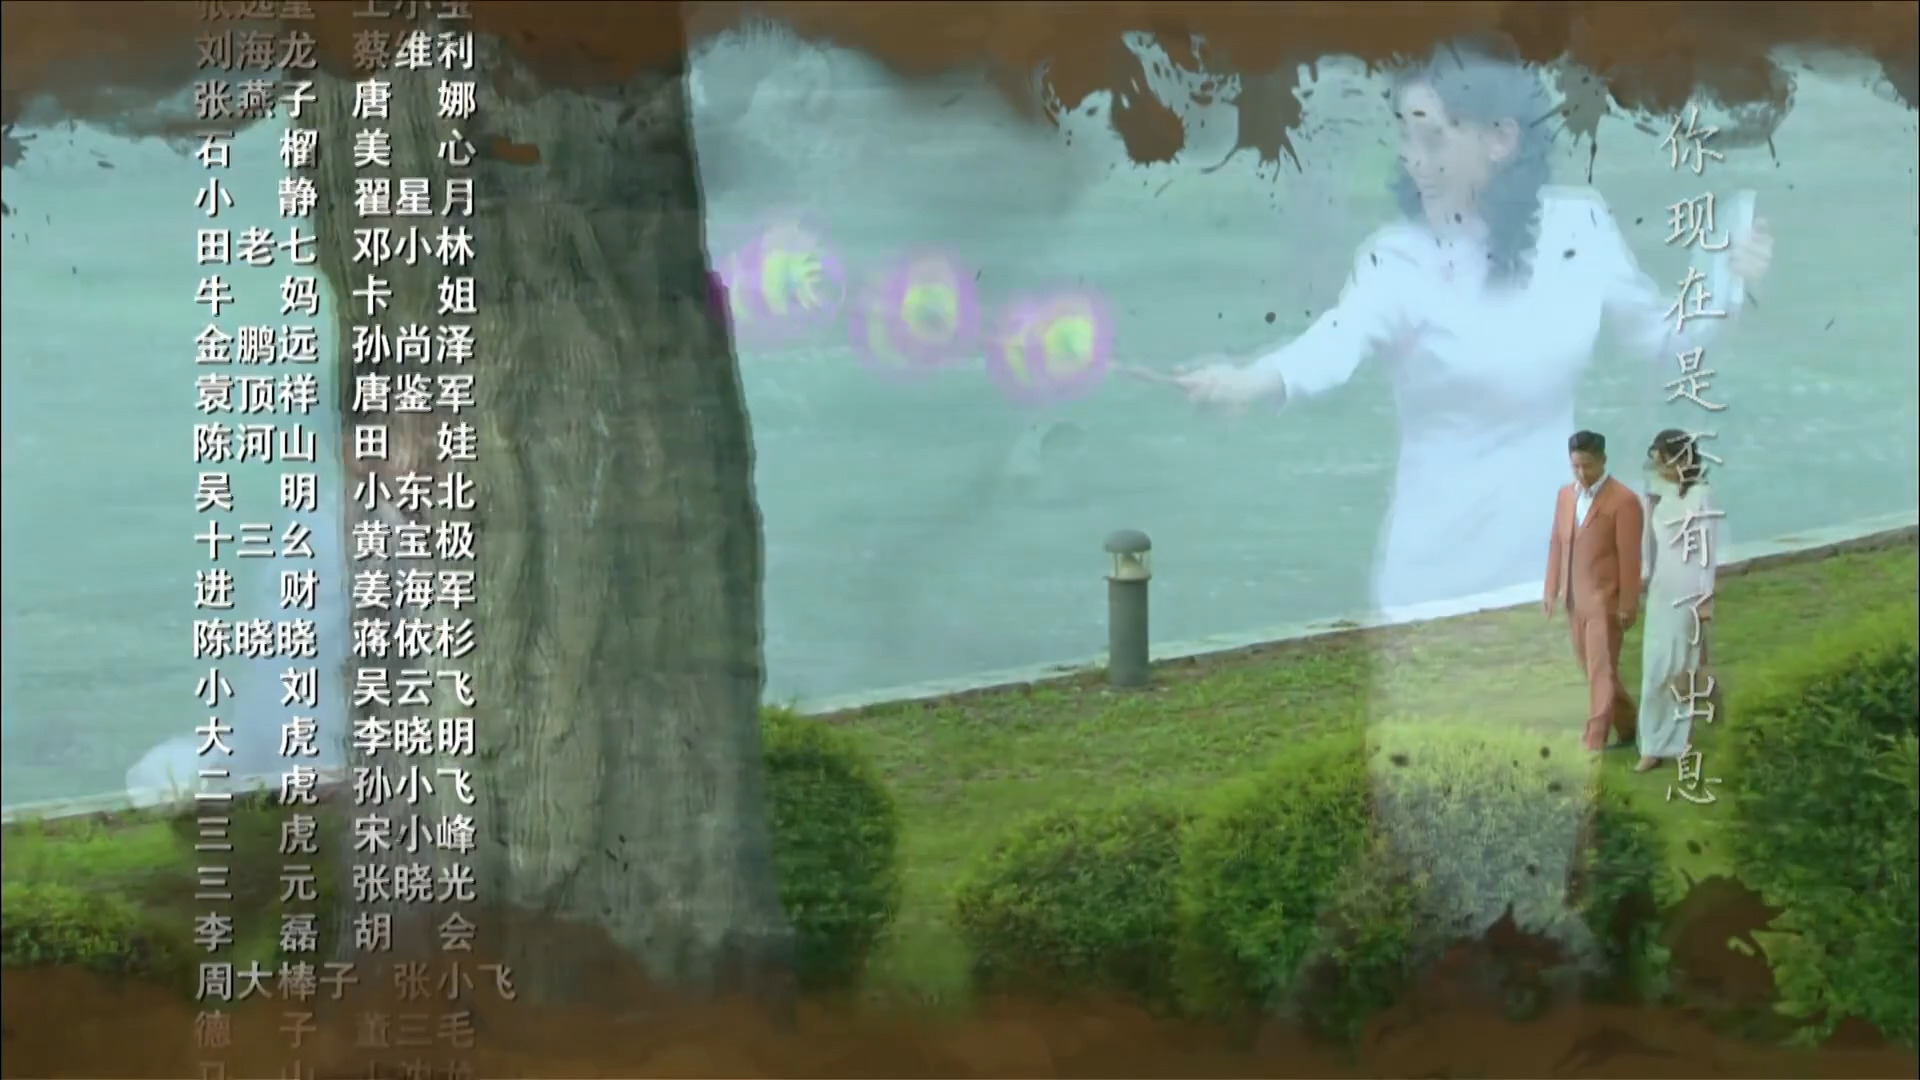 刘海龙 蔡维利
张燕子 唐 娜
石 榴 美 心
小 静 翟星月
田老七 邓小林
牛 妈 卡 姐
金鹏远 孙尚泽
袁顶祥 唐鉴军
陈河山 田 娃
吴 明 小东北
十三幺 黄宝极
进 财 姜海军
陈晓晓 蒋依杉
小 刘 吴云飞
大 虎 李晓明
二 虎 孙小飞
三 虎 宋小峰
三 元 张晓光
李 磊 胡 会
周大棒子 张小飞
德 子 董三毛
你现在是否有了出息